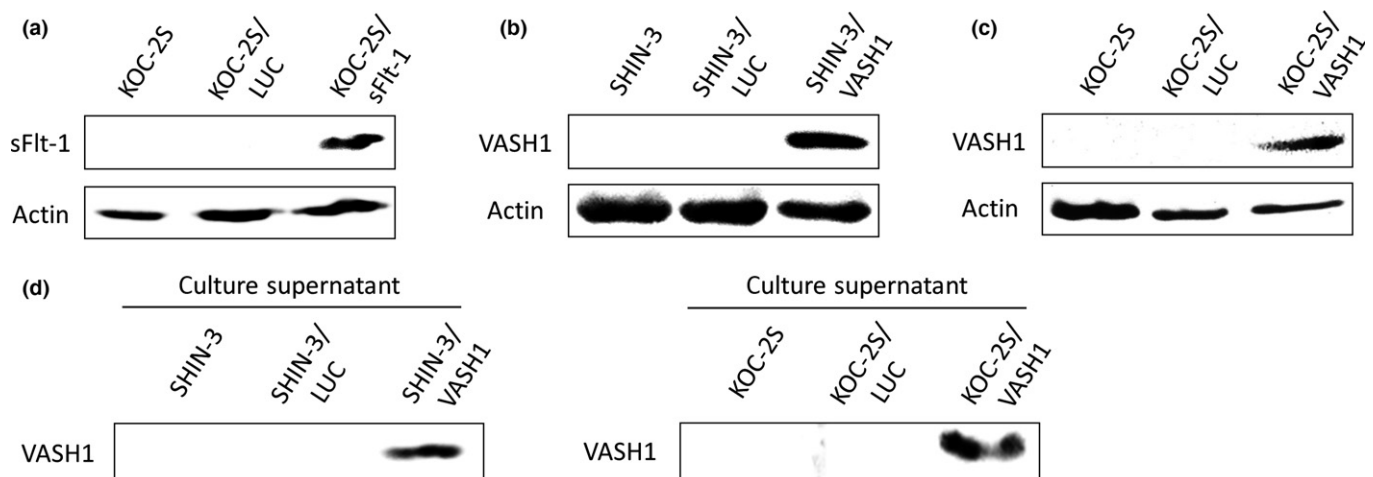 (a)
KOC-2S
KOC-2S/
LUC
KOC-2S/
sFlt-1
sFlt-1
Actin
(b)
SHIN-3
SHIN-3/
LUC
SHIN-3/
VASH1
VASH1
Actin
(c)
KOC-2S
KOC-2S/
LUC
KOC-2S/
VASH1
VASH1
Actin
(d)
Culture supernatant
SHIN-3
SHIN-3/
LUC
SHIN-3/
VASH1
VASH1
Culture supernatant
KOC-2S
KOC-2S/
LUC
KOC-2S/
VASH1
VASH1